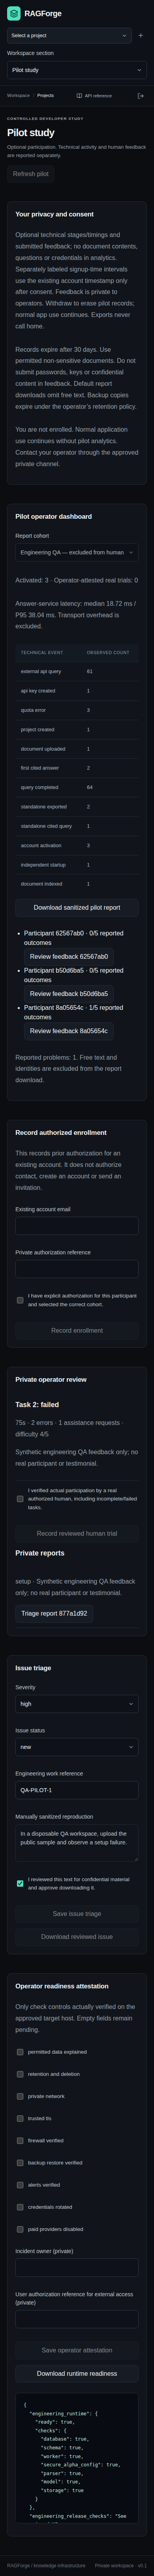 RAGForge
Select a project
Workspace section
Pilot study
Workspace / Projects
API reference
CONTROLLED DEVELOPER STUDY
Pilot study
Optional participation. Technical activity and human feedback
are reported separately.
Refresh pilot
Your privacy and consent
Optional technical stages/timings and
submitted feedback; no document contents,
questions or credentials in analytics.
Separately labeled signup-time intervals
use the existing account timestamp only
after consent. Feedback is private to
operators. Withdraw to erase pilot records;
normal app use continues. Exports never
call home.
Records expire after 30 days. Use
permitted non-sensitive documents. Do not
submit passwords, keys or confidential
content in feedback. Default report
downloads omit free text. Backup copies
expire under the operator's retention policy.
You are not enrolled. Normal application
use continues without pilot analytics.
Contact your operator through the approved
private channel.
Pilot operator dashboard
Report cohort
Engineering QA — excluded from human
Activated: 3 · Operator-attested real trials: 0
Answer-service latency: median 18.72 ms /
P95 38.04 ms. Transport overhead is
excluded.
TECHNICAL EVENT OBSERVED COUNT
external api query 61
api key created 1
quota error 3
project created 1
document uploaded 1
first cited answer 2
query completed 64
standalone exported 2
standalone cited query 1
account activation 3
independent startup 1
document indexed 1
Download sanitized pilot report
Participant 62567ab0 · 0/5 reported
outcomes
Review feedback 62567ab0
Participant b50d6ba5 · 0/5 reported
outcomes
Review feedback b50d6ba5
Participant 8a05654c · 1/5 reported
outcomes
Review feedback 8a05654c
Reported problems: 1. Free text and
identities are excluded from the report
download.
Record authorized enrollment
This records prior authorization for an
existing account. It does not authorize
contact, create an account or send an
invitation.
Existing account email
Private authorization reference
I have explicit authorization for this participant
and selected the correct cohort.
Record enrollment
Private operator review
Task 2: failed
75s · 2 errors · 1 assistance requests ·
difficulty 4/5
Synthetic engineering QA feedback only; no
real participant or testimonial.
I verified actual participation by a real
authorized human, including incomplete/failed
tasks.
Record reviewed human trial
Private reports
setup · Synthetic engineering QA feedback
only; no real participant or testimonial.
Triage report 877a1d92
Issue triage
Severity
high
Issue status
new
Engineering work reference
QA-PILOT-1
Manually sanitized reproduction
In a disposable QA workspace, upload the
public sample and observe a setup failure.
I reviewed this text for confidential material
and approve downloading it.
Save issue triage
Download reviewed issue
Operator readiness attestation
Only check controls actually verified on the
approved target host. Empty fields remain
pending.
permitted data explained
retention and deletion
private network
trusted tls
firewall verified
backup restore verified
alerts verified
credentials rotated
paid providers disabled
Incident owner (private)
User authorization reference for external access
(private)
Save operator attestation
Download runtime readiness
{
"engineering_runtime": {
"ready": true,
"checks": {
"database": true,
"schema": true,
"worker": true,
"secure_alpha_config": true,
"parser": true,
"model": true,
"storage": true
}
},
"engineering_release_checks": "See
RAGForge / knowledge infrastructure
Private workspace · v0.1